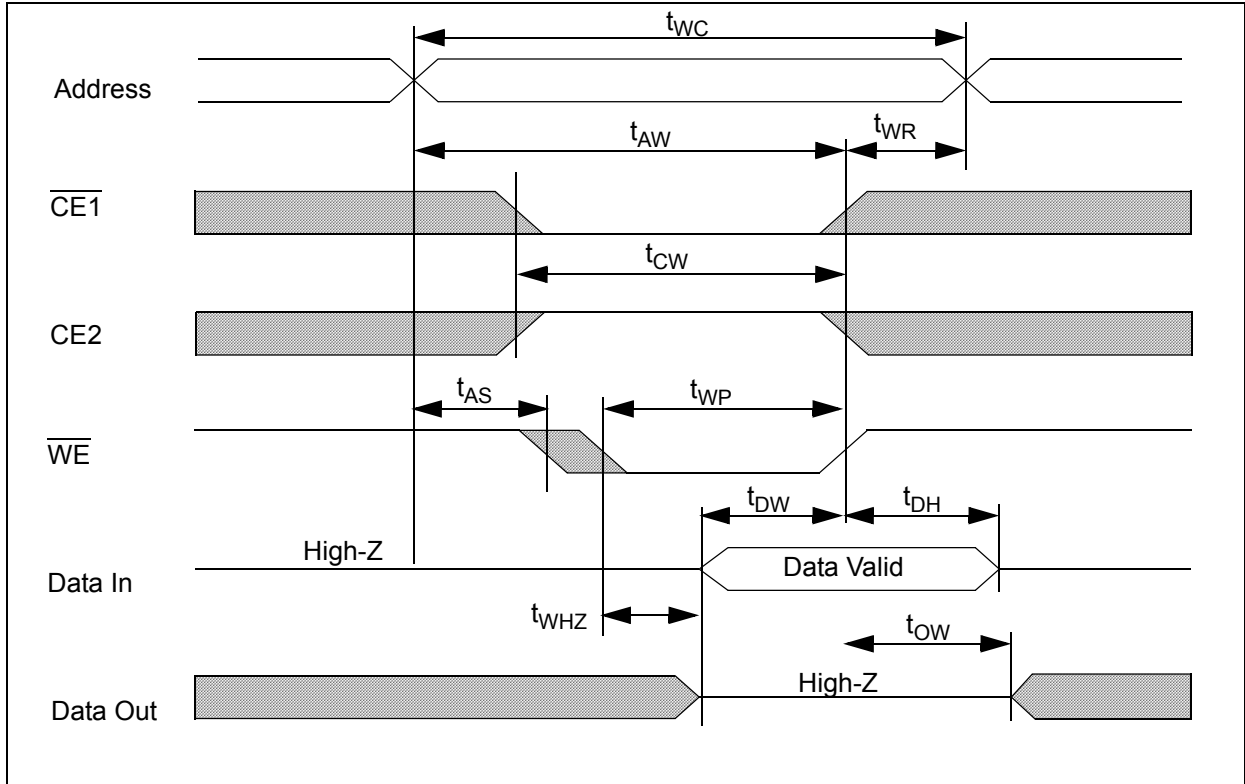 tWC
Address
tAW
tWR
CE1
tCW
CE2
tAS
tWP
WE
tDW
tDH
High-Z
Data In
Data Valid
tWHZ
tOW
High-Z
Data Out